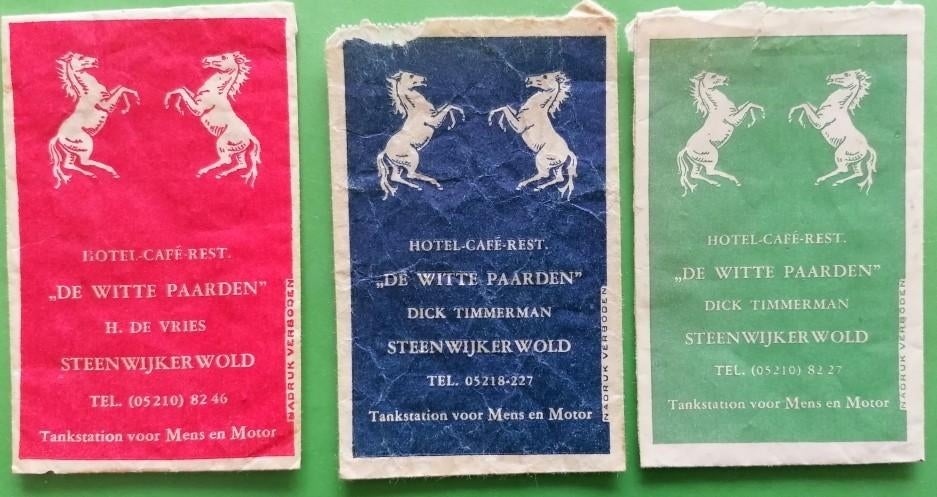 HOTEL-CAFÉ-REST.
„DE WITTE PAARDEN”
H. DE VRIES
STEENWIJKERWOLD
TEL. (05210) 82 46
Tankstation voor Mens en Motor
NADRUK VERBODEN
HOTEL-CAFÉ-REST.
„DE WITTE PAARDEN”
DICK TIMMERMAN
STEENWIJKERWOLD
TEL. 05218-227
Tankstation voor Mens en Motor
NADRUK VERBODEN
HOTEL-CAFÉ-REST.
„DE WITTE PAARDEN”
DICK TIMMERMAN
STEENWIJKERWOLD
TEL. (05210) 82 27
Tankstation voor Mens en Motor
NADRUK VERBODEN